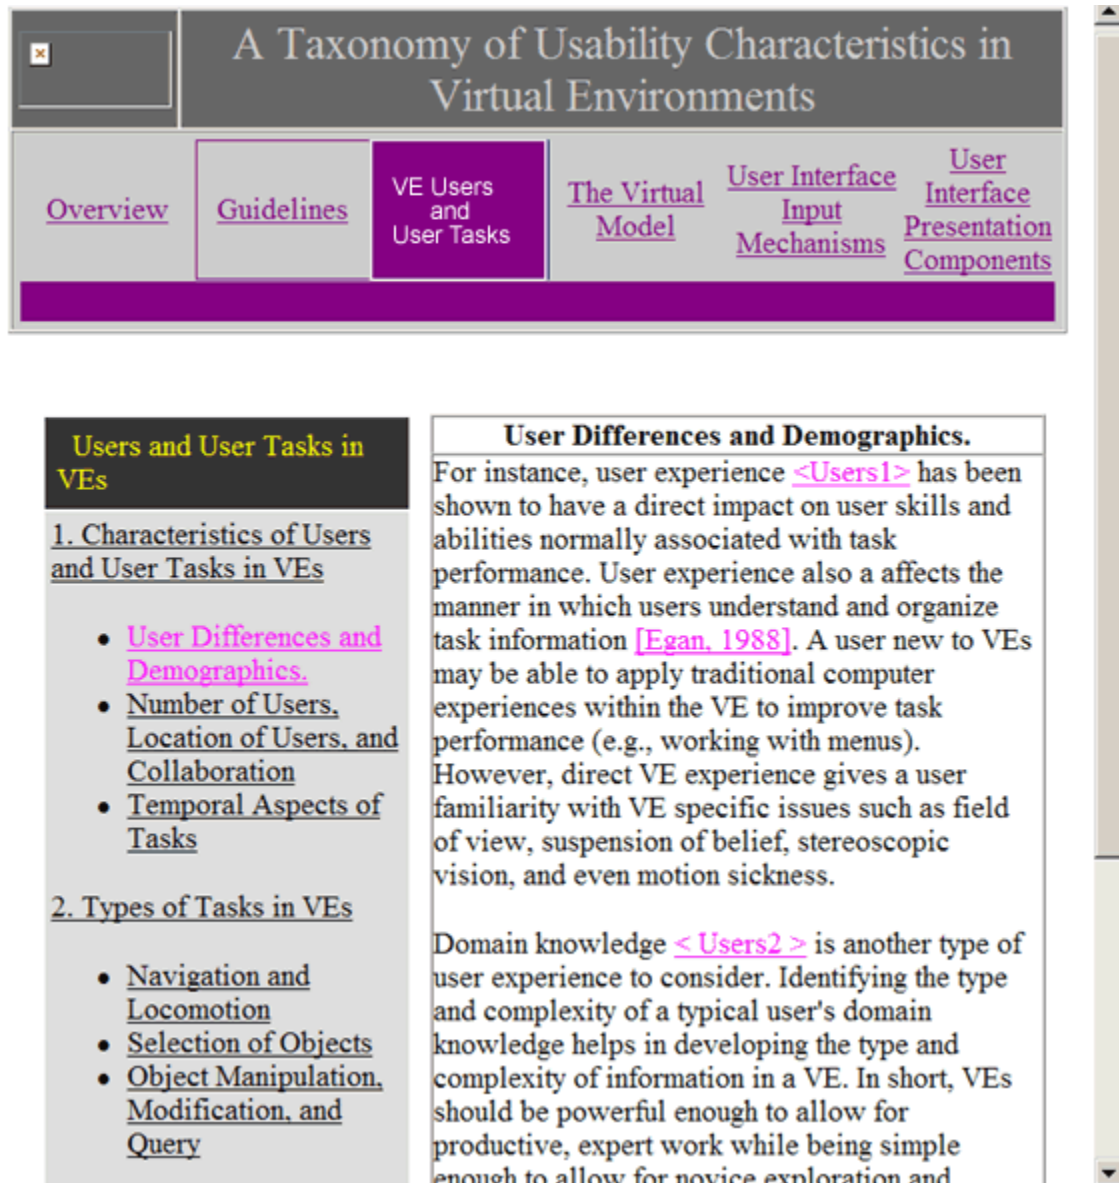 A Taxonomy of Usability Characteristics in
Virtual Environments
Overview
Guidelines
VE Users
and
User Tasks
The Virtual
Model
User Interface
Input
Mechanisms
User
Interface
Presentation
Components
Users and User Tasks in
VEs
1. Characteristics of Users
and User Tasks in VEs
User Differences and
Demographics.
Number of Users,
Location of Users, and
Collaboration
Temporal Aspects of
Tasks
2. Types of Tasks in VEs
Navigation and
Locomotion
Selection of Objects
Object Manipulation,
Modification, and
Query
User Differences and Demographics.
For instance, user experience <Users1> has been
shown to have a direct impact on user skills and
abilities normally associated with task
performance. User experience also a affects the
manner in which users understand and organize
task information [Egan, 1988]. A user new to VEs
may be able to apply traditional computer
experiences within the VE to improve task
performance (e.g., working with menus).
However, direct VE experience gives a user
familiarity with VE specific issues such as field
of view, suspension of belief, stereoscopic
vision, and even motion sickness.
Domain knowledge < Users2 > is another type of
user experience to consider. Identifying the type
and complexity of a typical user's domain
knowledge helps in developing the type and
complexity of information in a VE. In short, VEs
should be powerful enough to allow for
productive, expert work while being simple
enough to allow for novice exploration and